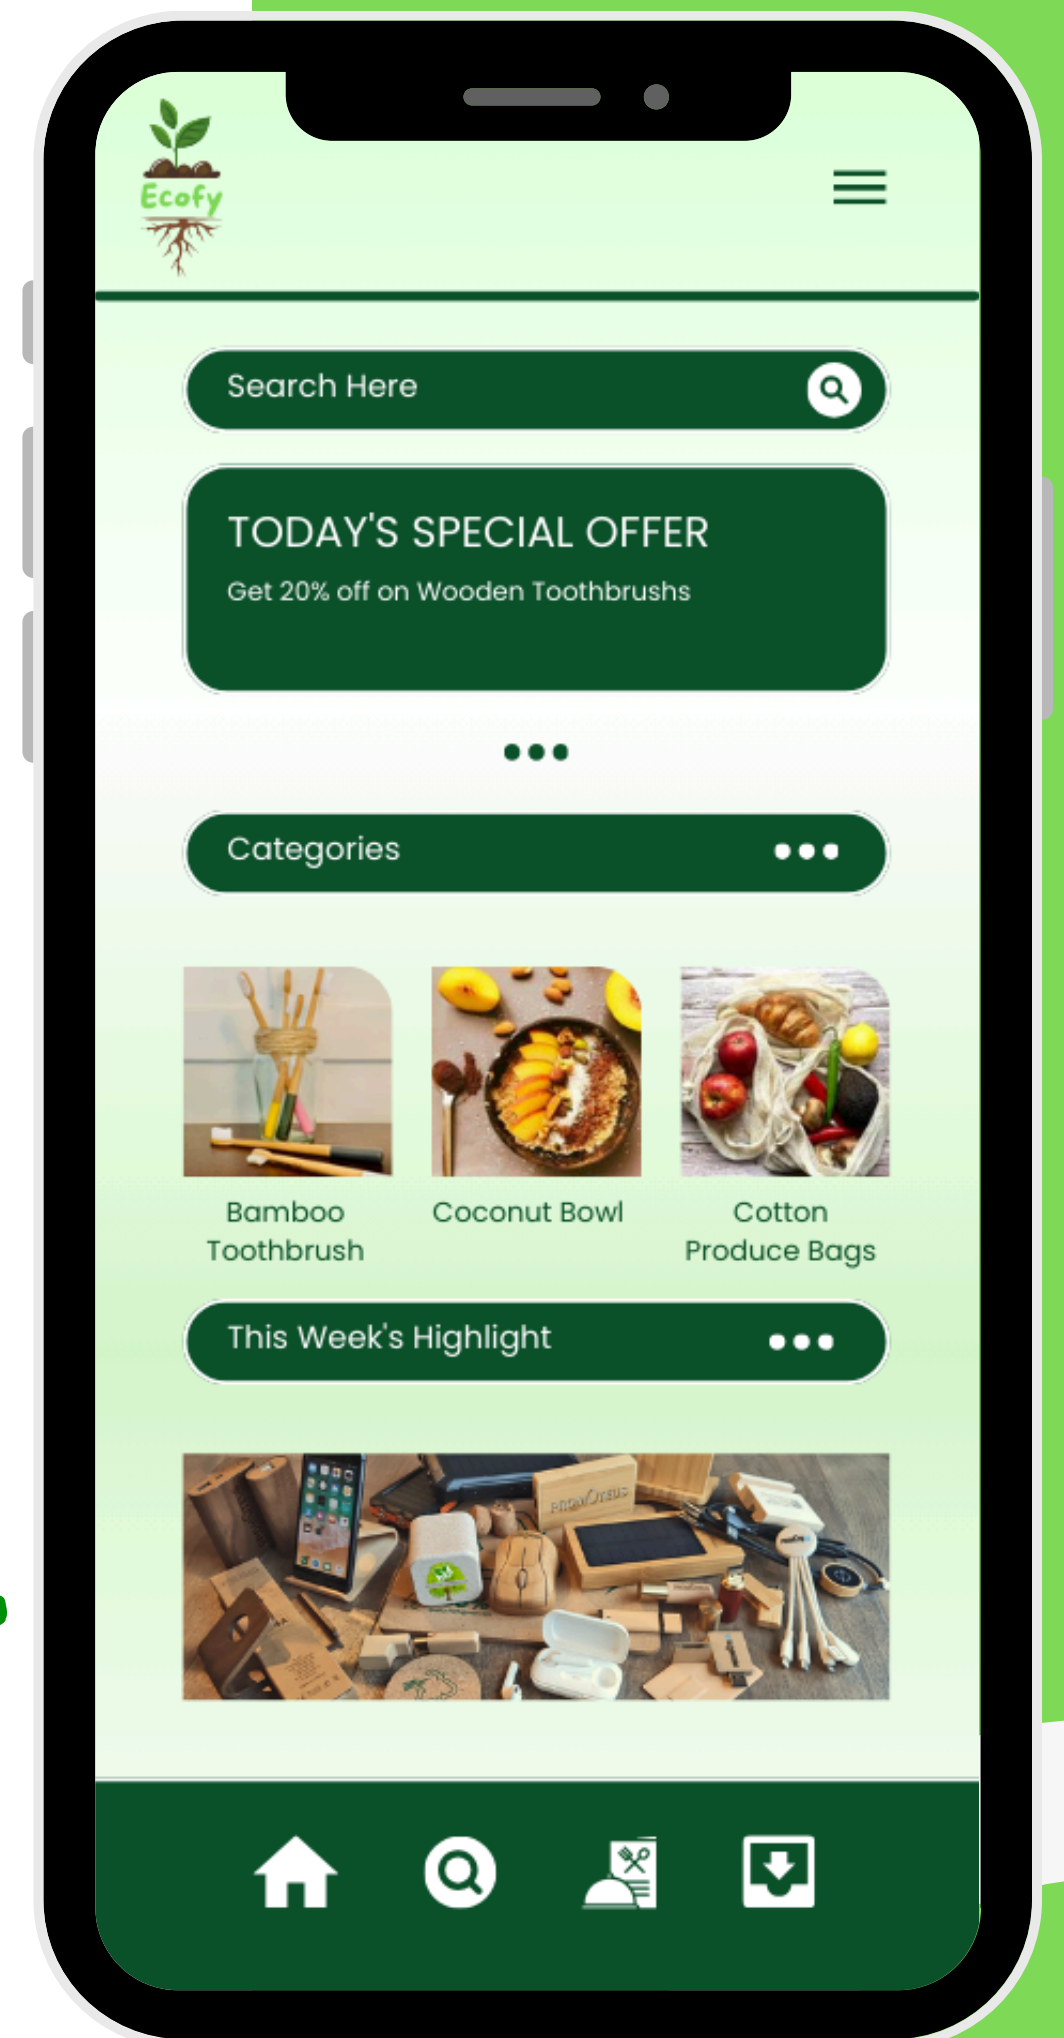 Ecofy
Search Here
TODAY'S SPECIAL OFFER
Get 20% off on Wooden Toothbrushs
Categories
Bamboo
Toothbrush
Coconut Bowl
Cotton
Produce Bags
This Week's Highlight